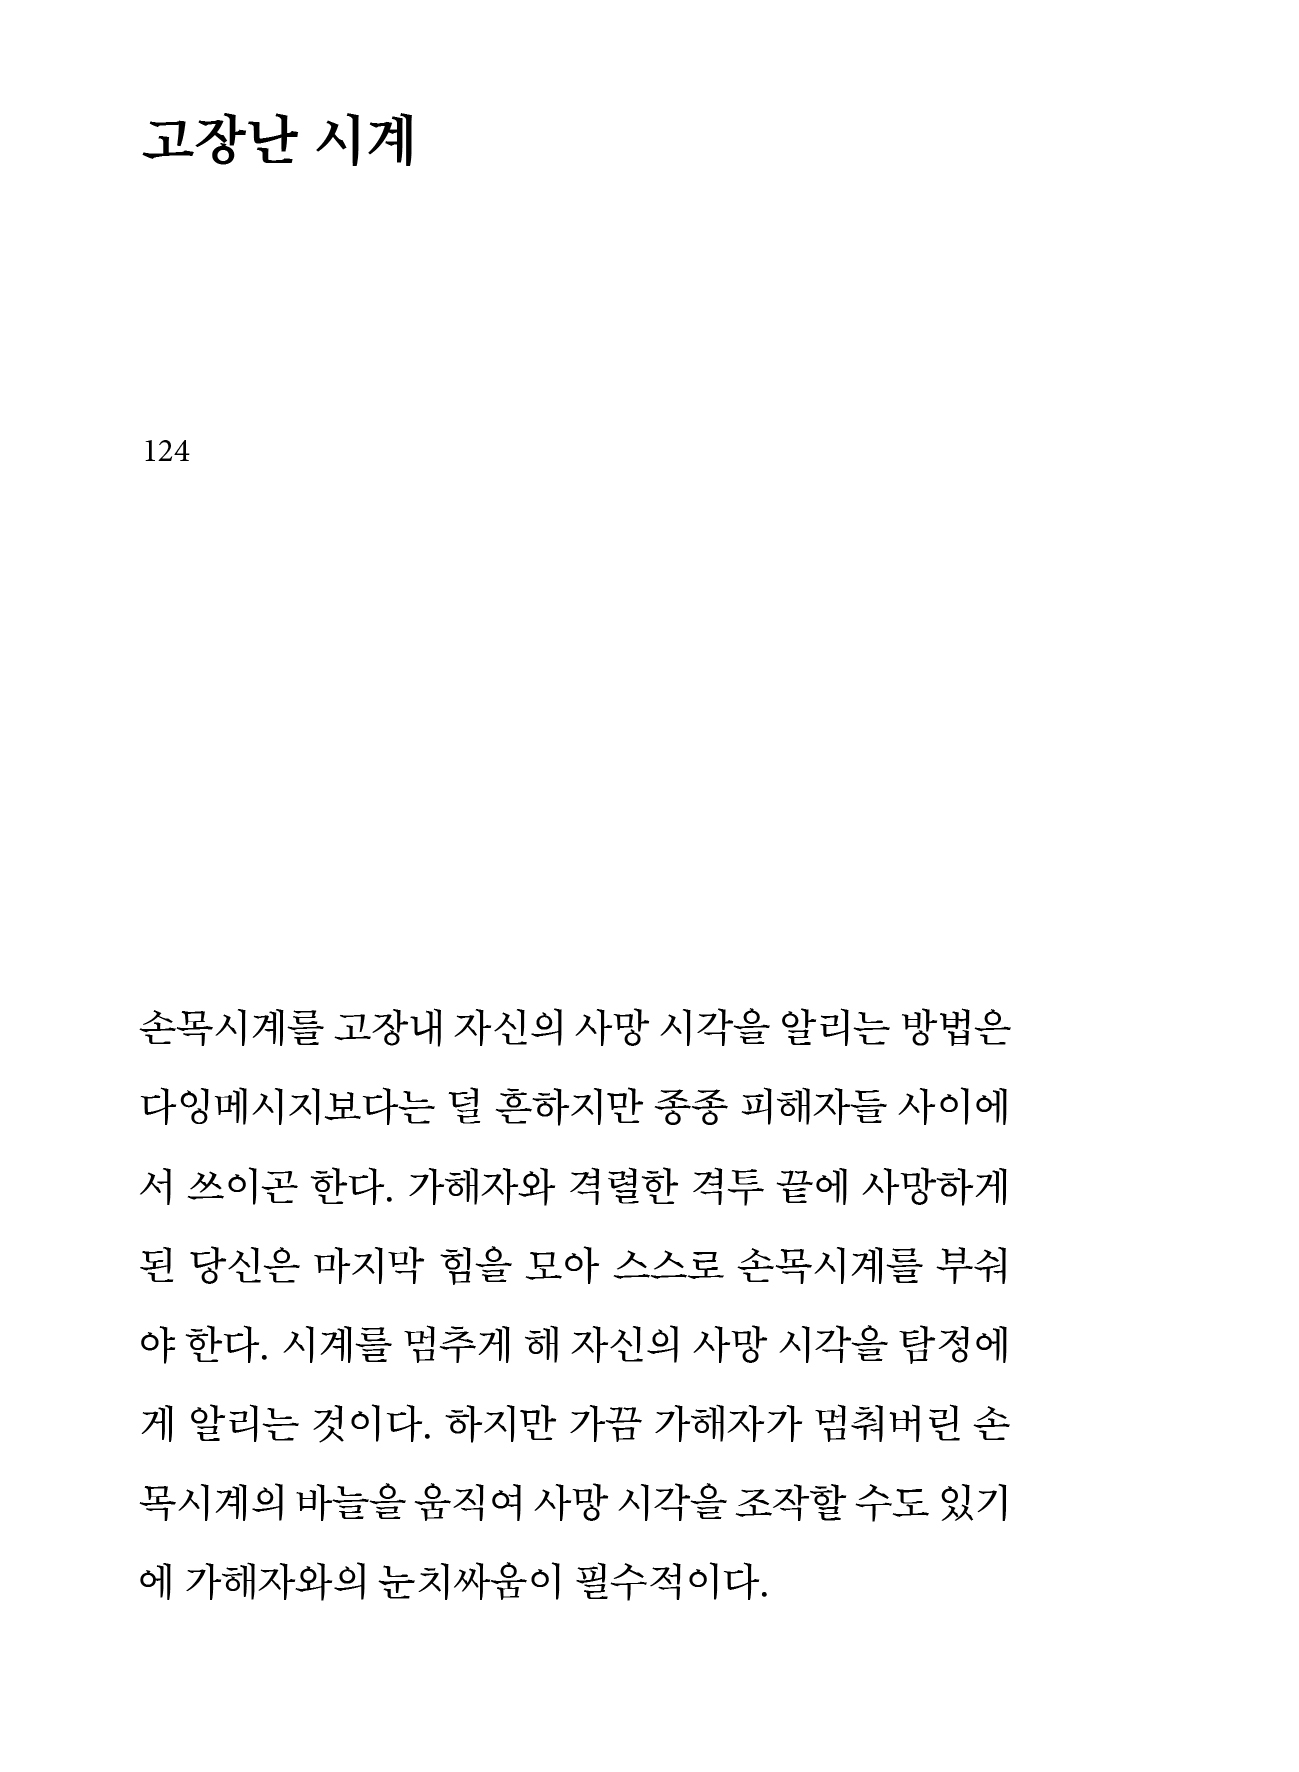 고장난 시계
124
손목시계를 고장내 자신의 사망 시각을 알리는 방법은
다잉메시지보다는 덜 흔하지만 종종 피해자들 사이에
서 쓰이곤 한다. 가해자와 격렬한 격투 끝에 사망하게
된 당신은 마지막 힘을 모아 스스로 손목시계를 부숴
야 한다. 시계를 멈추게 해 자신의 사망 시각을 탐정에
게 알리는 것이다. 하지만 가끔 가해자가 멈춰버린 손
목시계의 바늘을 움직여 사망 시각을 조작할 수도 있기
에 가해자와의 눈치싸움이 필수적이다.